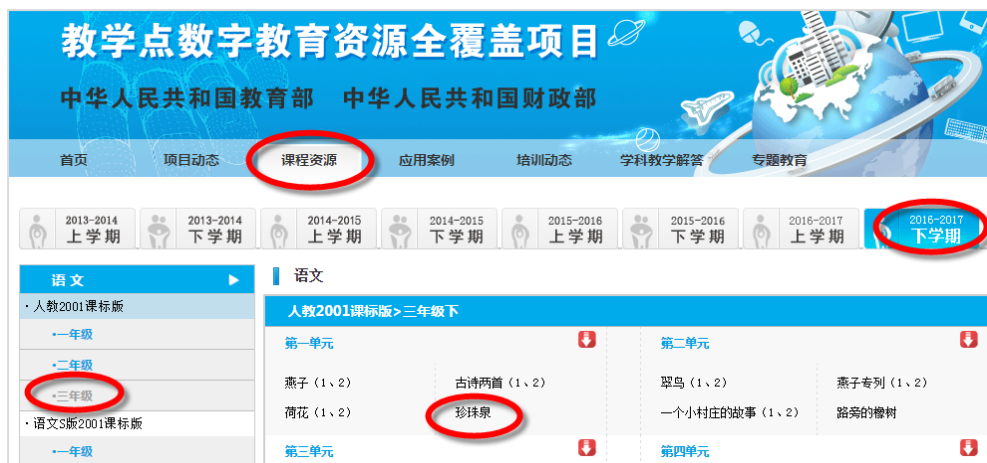 教学点数字教育资源全覆盖项目
中华人民共和国教育部 中华人民共和国财政部
首页 项目动态 课程资源 应用案例 培训动态 学科教学解答 专题教育
2013-2014 2013-2014 2014-2015 2014-2015 2015-2016 2015-2016 2016-2017 2016-2017
上学期 下学期 上学期 下学期 上学期 下学期 上学期 下学期
语文
·人教2001课标版
·一年级
·二年级
·三年级
·语文S版2001课标版
·一年级
语文
人教2001课标版>三年级下
第一单元 第二单元
燕子（1、2） 古诗两首（1、2） 翠鸟（1、2） 燕子专列（1、2）
荷花（1、2） 珍珠泉 一个小村庄的故事（1、2） 路旁的橡树
第三单元 第四单元